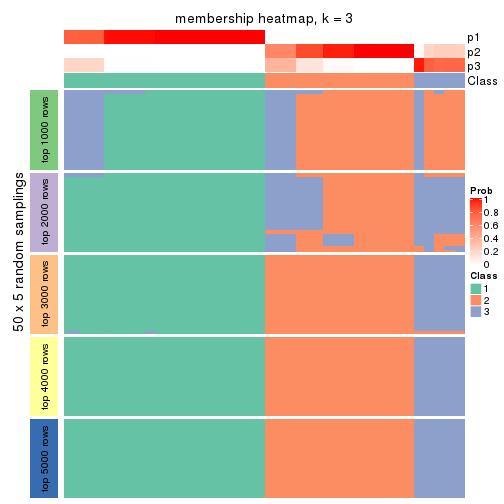 membership heatmap, k = 3
p1
p2
p3
Class
50 x 5 random samplings
top 1000 rows
top 2000 rows
top 3000 rows
top 4000 rows
top 5000 rows
Prob
1
0.8
0.6
0.4
0.2
0
Class
1
2
3